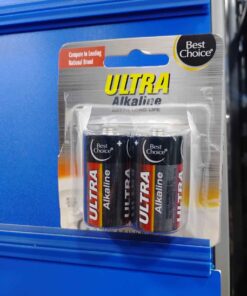 Compare to Leading
National Brand
Best
Choice®
ULTRA
Alkaline
Best
Choice
ULTRA
Alkaline
Best
Choice
ULTRA
Alkaline